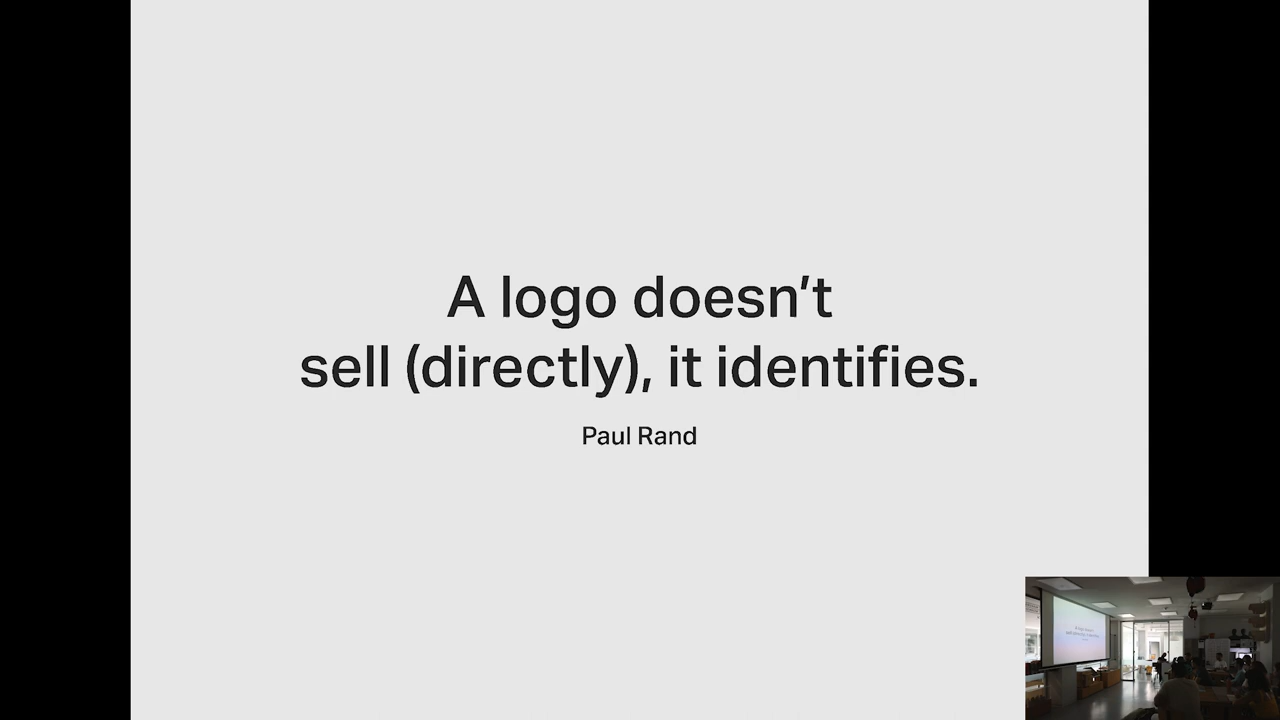 A logo doesn’t
sell (directly), it identifies.
Paul Rand